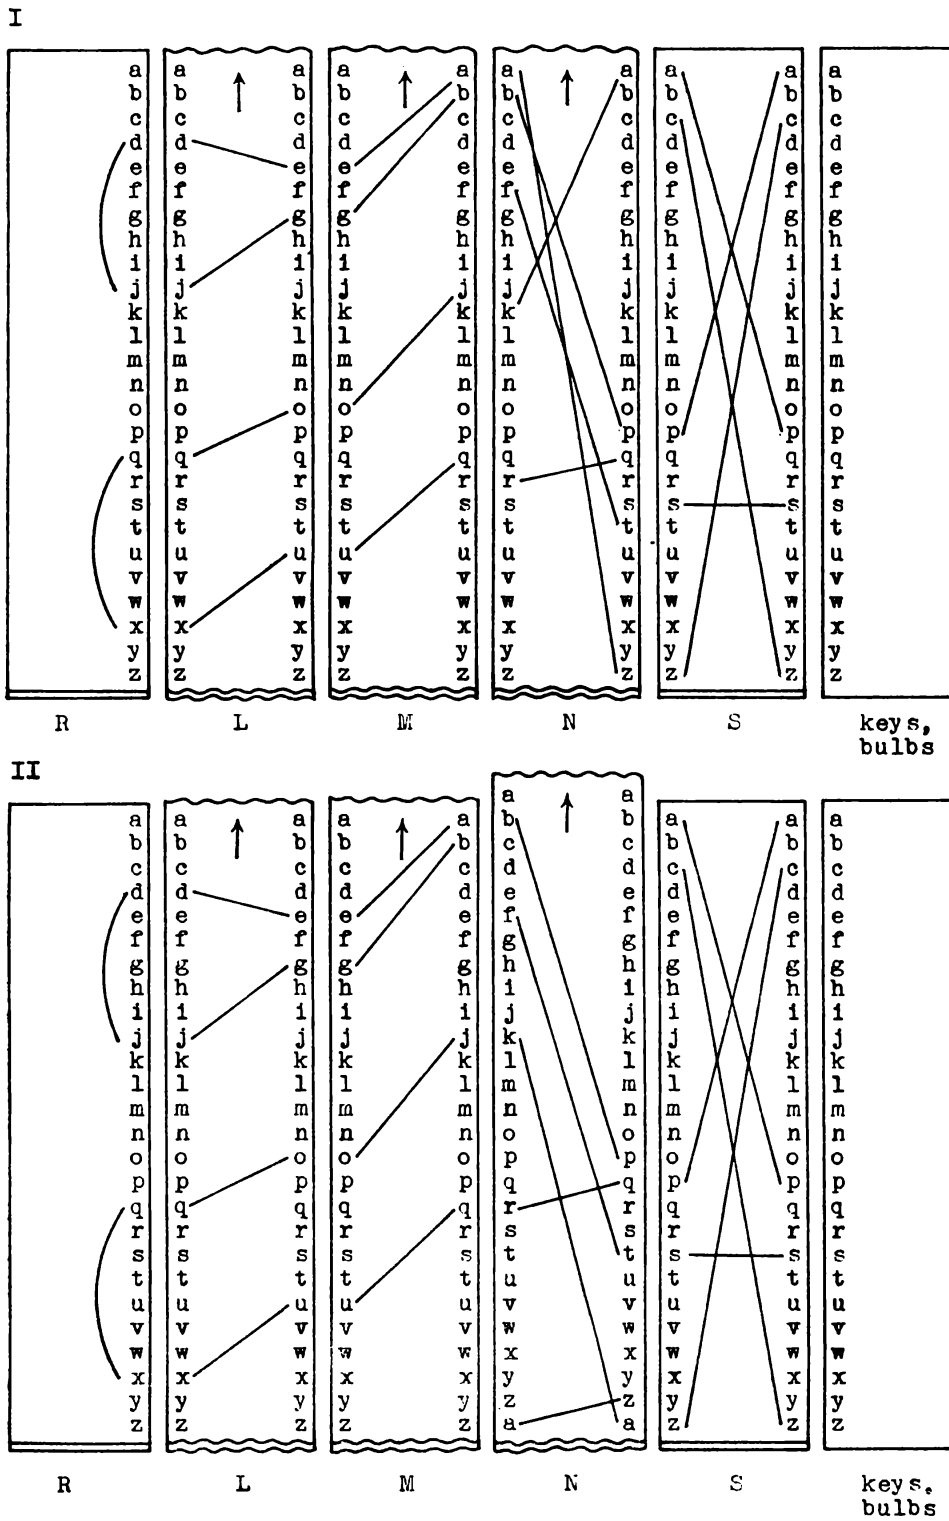 I
a a a a a a a a a a
b b b b b b b b b b
c c c c c c c c c c
d d d d d d d d d d
e e e e e e e e e e
f f f f f f f f f f
g g g g g g g g g g
h h h h h h h h h h
i i i i i i i i i i
j j j j j j j j j j
k k k k k k k k k k
l l l l l l l l l l
m m m m m m m m m m
n n n n n n n n n n
o o o o o o o o o o
p p p p p p p p p p
q q q q q q q q q q
r r r r r r r r r r
s s s s s s s s s s
t t t t t t t t t t
u u u u u u u u u u
v v v v v v v v v v
w w w w w w w w w w
x x x x x x x x x x
y y y y y y y y y y
z z z z z z z z z z
R L M N S keys,
bulbs
II
a a
a a a a a b b a a a
b b b b b c c b b b
c c c c c d d c c c
d d d d d e e d d d
e e e e e f f e e e
f f f f f g g f f f
g g g g g h h g g g
h h h h h i i h h h
i i i i i j j i i i
j j j j j k k j j j
k k k k k l l k k k
l l l l l m m l l l
m m m m m n n m m m
n n n n n o o n n n
o o o o o p p o o o
p p p p p q q p p p
q q q q q r r q q q
r r r r r s s r r r
s s s s s t t s s s
t t t t t u u t t t
u u u u u v v u u u
v v v v v w w v v v
w w w w w x x w w w
x x x x x y y x x x
y y y y y z z y y y
z z z z z a a z z z
R L M N S keys,
bulbs